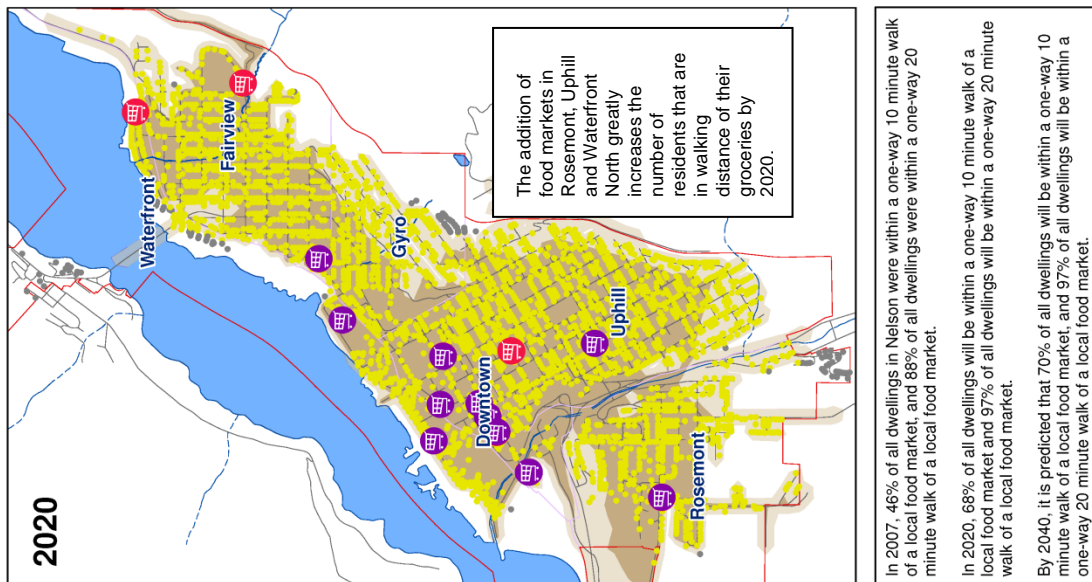 2020
Waterfront
Fairview
Gyro
Downtown
Uphill
Rosemont
The addition of
food markets in
Rosemont, Uphill
and Waterfront
North greatly
increases the
number of
residents that are
in walking
distance of their
groceries by
2020.
In 2007, 46% of all dwellings in Nelson were within a one-way 10 minute walk
of a local food market, and 88% of all dwellings were within a one-way 20
minute walk of a local food market.
In 2020, 68% of all dwellings will be within a one-way 10 minute walk of a
local food market and 97% of all dwellings will be within a one-way 20 minute
walk of a local food market.
By 2040, it is predicted that 70% of all dwellings will be within a one-way 10
minute walk of a local food market, and 97% of all dwellings will be within a
one-way 20 minute walk of a local food market.